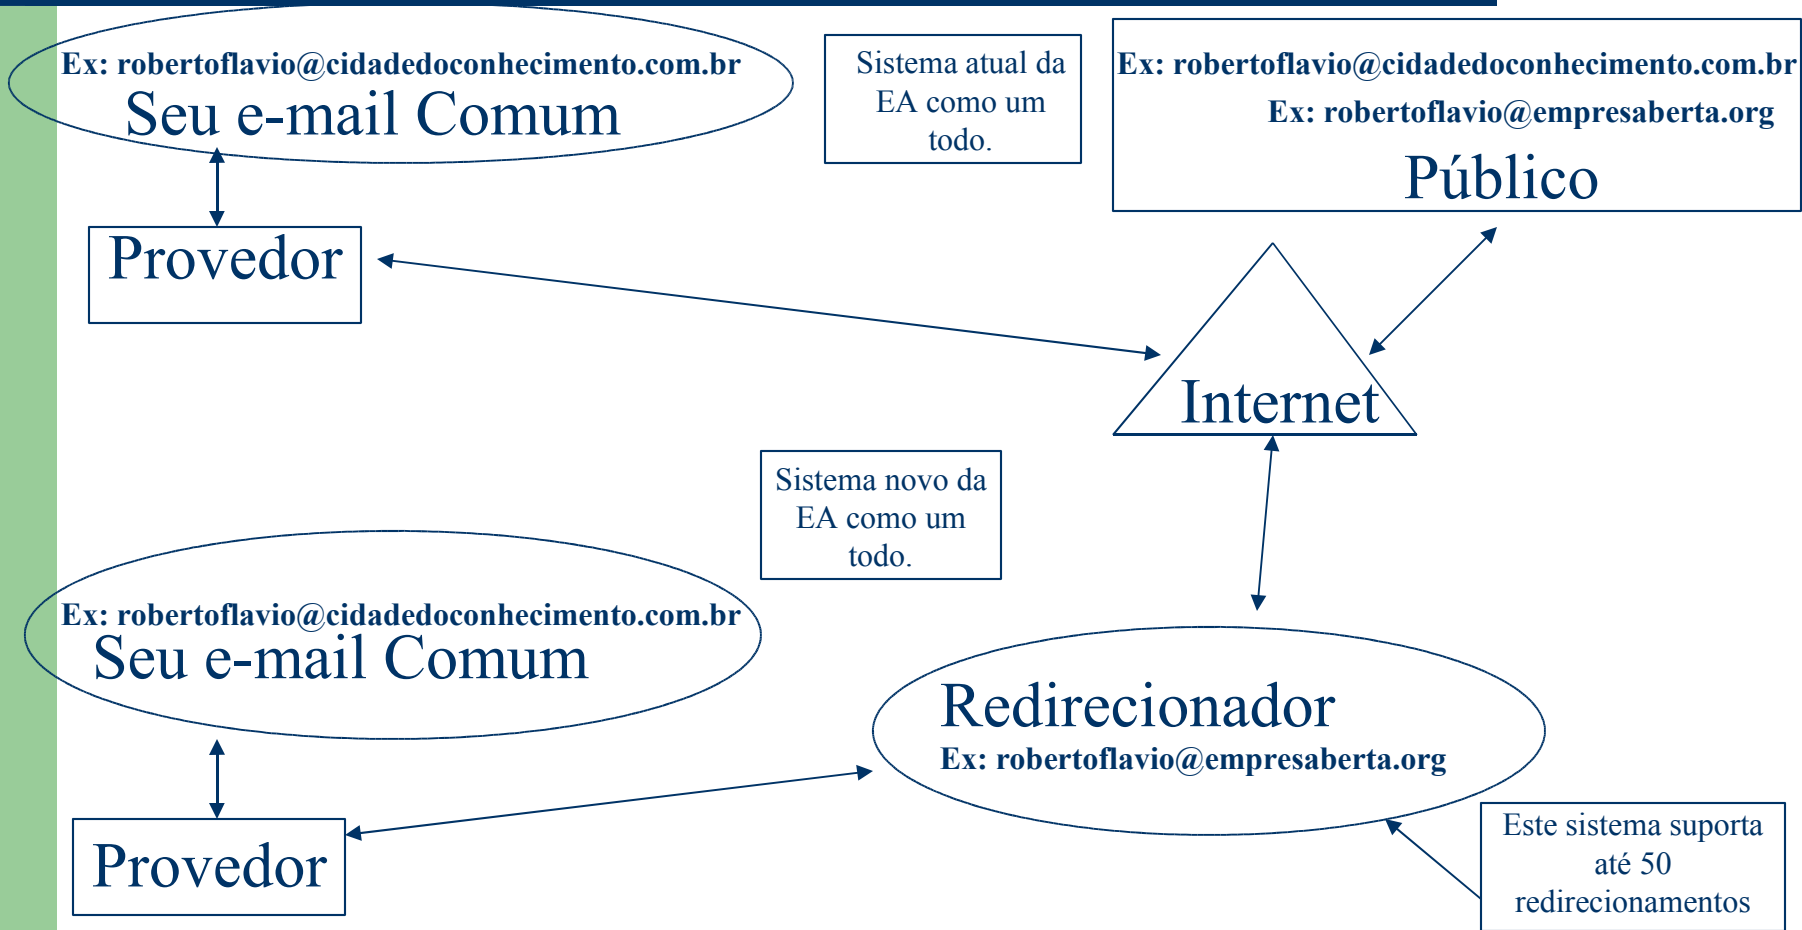 Ex: robertoflavio@cidadedoconhecimento.com.br
Seu e-mail Comum
Sistema atual da
EA como um
todo.
Ex: robertoflavio@cidadedoconhecimento.com.br
Ex: robertoflavio@empresaberta.org
Público
Provedor
Internet
Sistema novo da
EA como um
todo.
Ex: robertoflavio@cidadedoconhecimento.com.br
Seu e-mail Comum
Redirecionador
Ex: robertoflavio@empresaberta.org
Provedor
Este sistema suporta
até 50
redirecionamentos